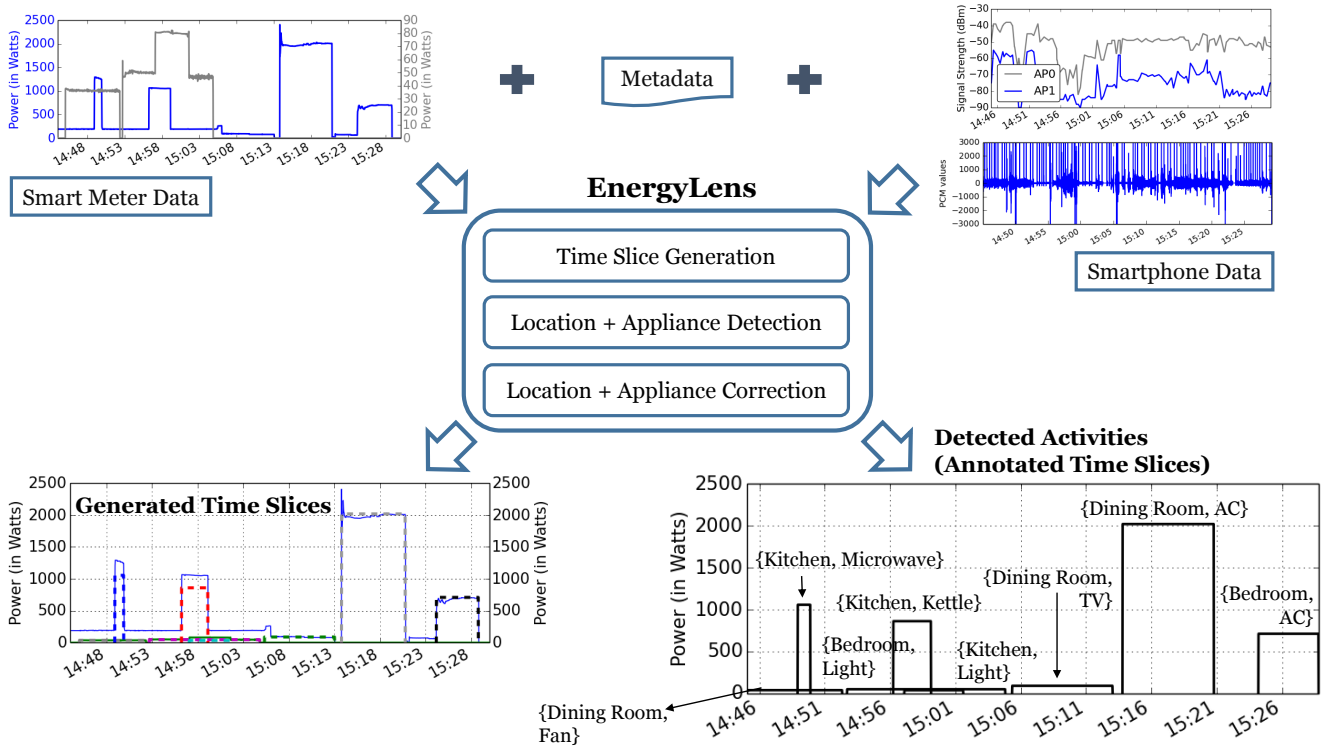 2500
2000
1500
1000
500
0
Power (in Watts)
90
80
70
60
50
40
30
20
10
0
Power (in Watts)
14:48
14:53
14:58
15:03
15:08
15:13
15:18
15:23
15:28
Smart Meter Data
Metadata
−30
−40
−50
−60
−70
−80
−90
Signal Strength (dBm)
AP0
AP1
14:46
14:51
14:56
15:01
15:06
15:11
15:16
15:21
15:26
3000
2000
1000
0
−1000
−2000
−3000
PCM values
14:50
14:55
15:00
15:05
15:10
15:15
15:20
15:25
Smartphone Data
EnergyLens
Time Slice Generation
Location + Appliance Detection
Location + Appliance Correction
Generated Time Slices
2500
2000
1500
1000
500
0
Power (in Watts)
2500
2000
1500
1000
500
0
Power (in Watts)
14:48
14:53
14:58
15:03
15:08
15:13
15:18
15:23
15:28
Detected Activities
(Annotated Time Slices)
2500
2000
1500
1000
500
0
Power (in Watts)
{Dining Room, AC}
{Kitchen, Microwave}
{Dining Room,
TV}
{Kitchen, Kettle}
{Bedroom,
AC}
{Bedroom,
Light}
{Kitchen,
Light}
{Dining Room,
Fan}
14:46
14:51
14:56
15:01
15:06
15:11
15:16
15:21
15:26